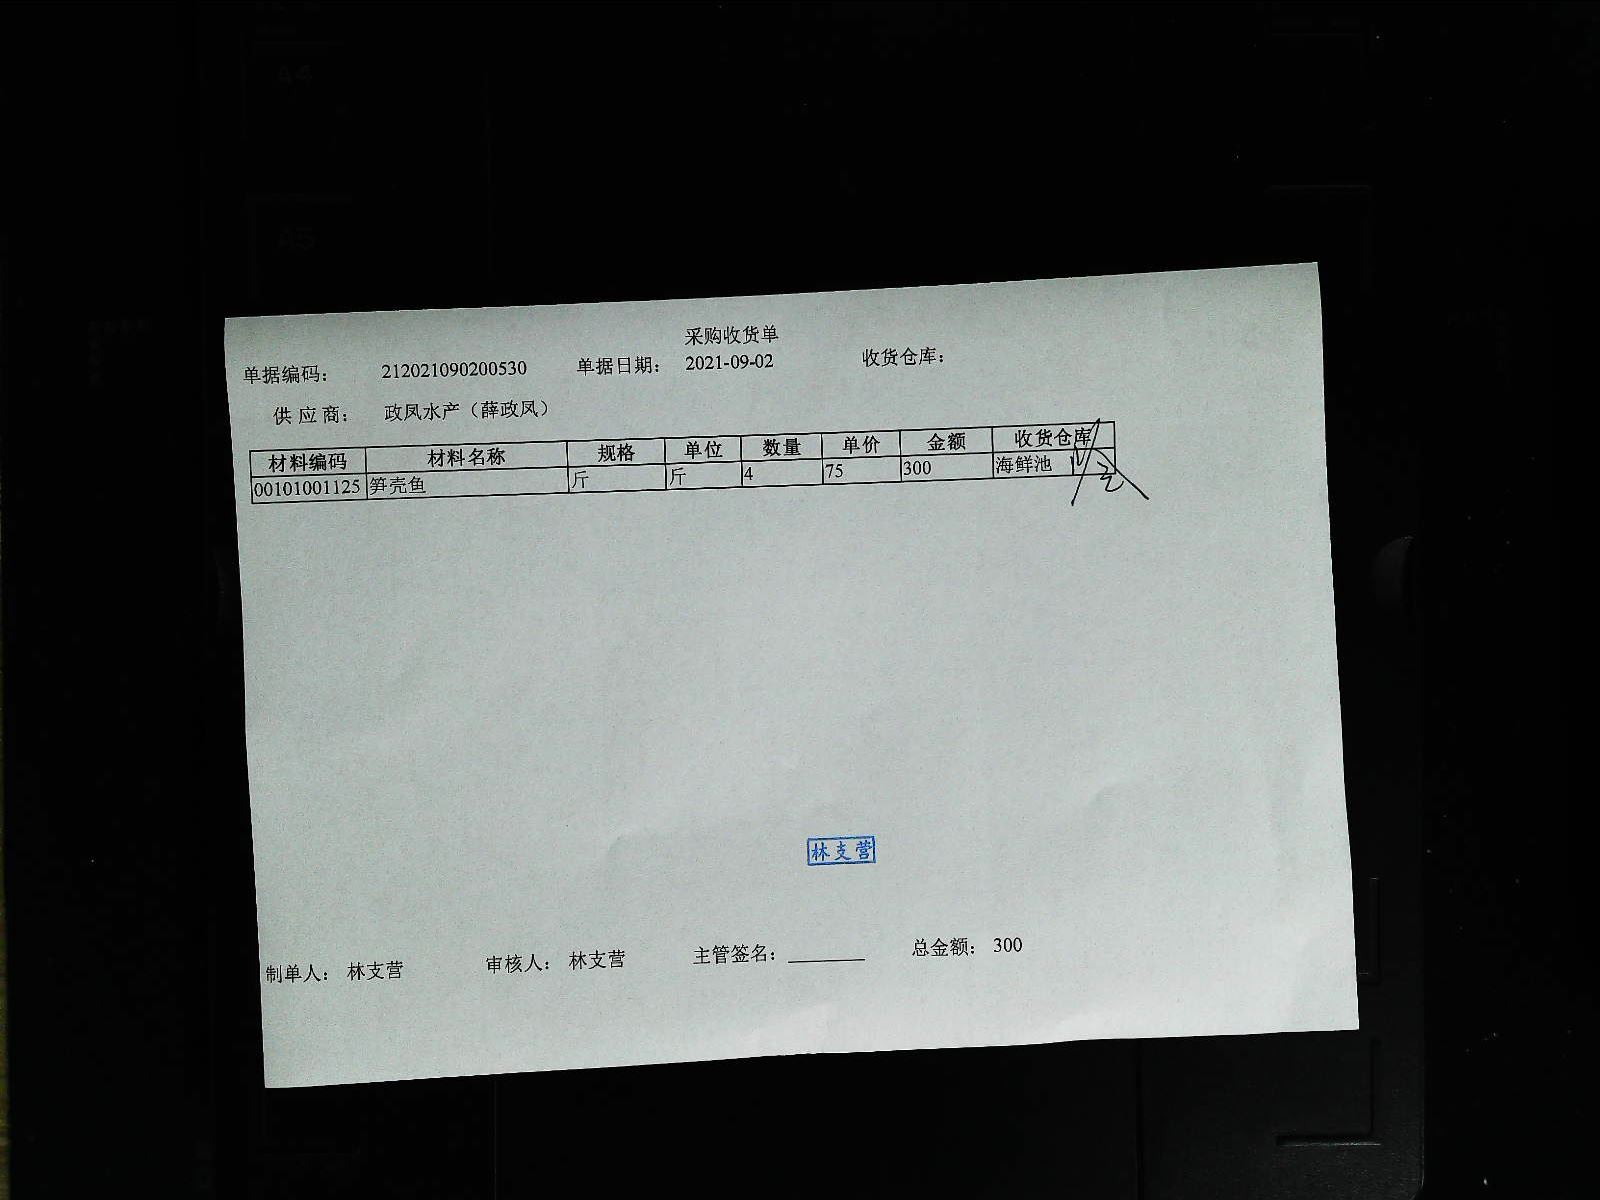 A4
A5
采购收货单
单据编码： 212021090200530 单据日期： 2021-09-02 收货仓库：
供应商： 政凤水产（薛政凤）
材料编码 材料名称 规格 单位 数量 单价 金额 收货仓库
00101001125 笋壳鱼 斤 斤 4 75 300 海鲜池
林支营
制单人： 林支营 审核人： 林支营 主管签名：________ 总金额： 300